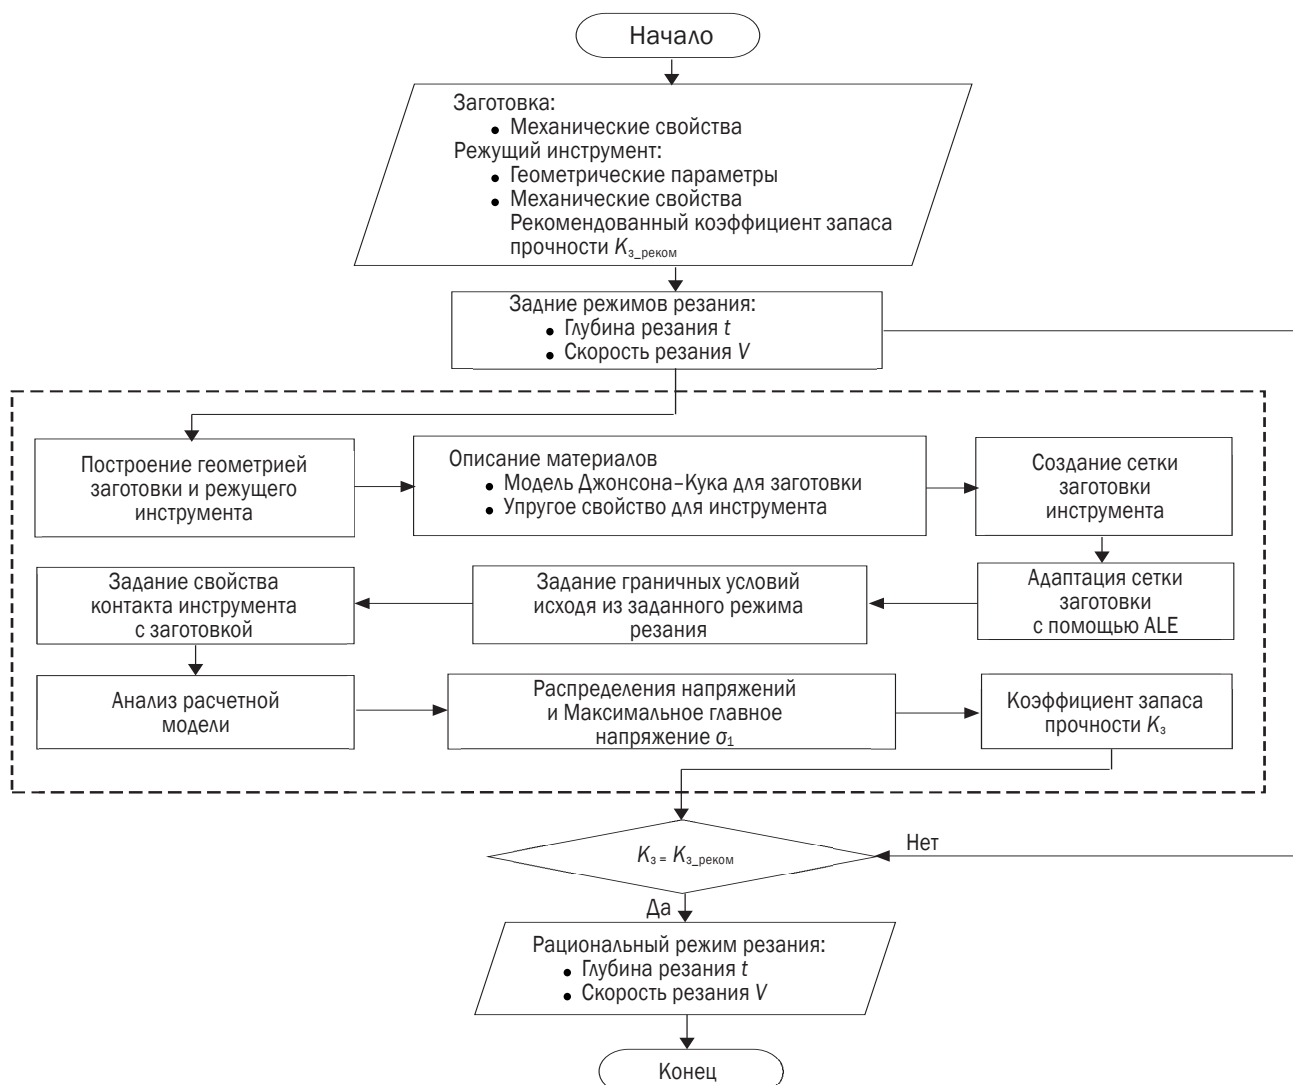 Начало
Заготовка:
• Механические свойства
Режущий инструмент:
• Геометрические параметры
• Механические свойства
Рекомендованный коэффициент запаса
прочности Kз_реком
Задние режимов резания:
• Глубина резания t
• Скорость резания V
Построение геометрией
заготовки и режущего
инструмента
Описание материалов
• Модель Джонсона–Кука для заготовки
• Упругое свойство для инструмента
Создание сетки
заготовки
инструмента
Задание свойства
контакта инструмента
с заготовкой
Задание граничных условий
исходя из заданного режима
резания
Адаптация сетки
заготовки
с помощью ALE
Анализ расчетной
модели
Распределения напряжений
и Максимальное главное
напряжение σ1
Коэффициент запаса
прочности Kз
Kз = Kз_реком
Нет
Да
Рациональный режим резания:
• Глубина резания t
• Скорость резания V
Конец